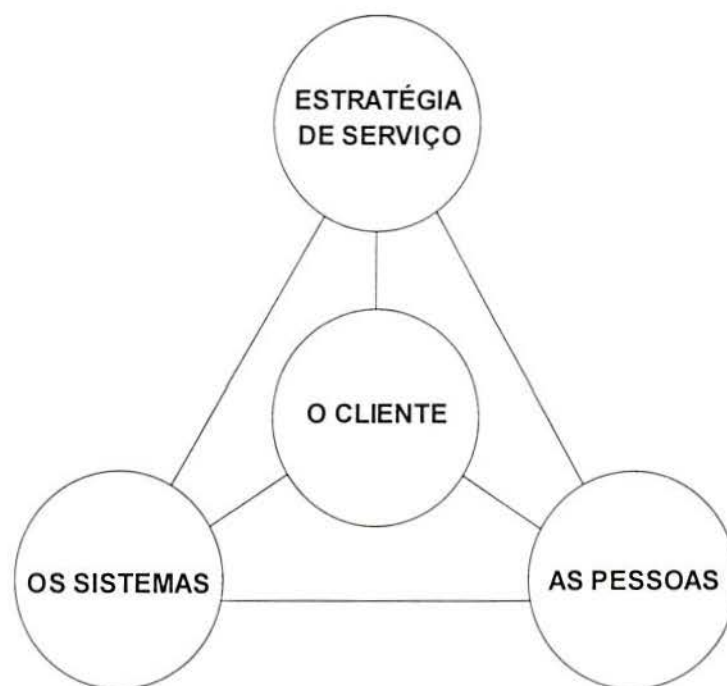 ESTRATÉGIA
DE SERVIÇO
O CLIENTE
OS SISTEMAS
AS PESSOAS